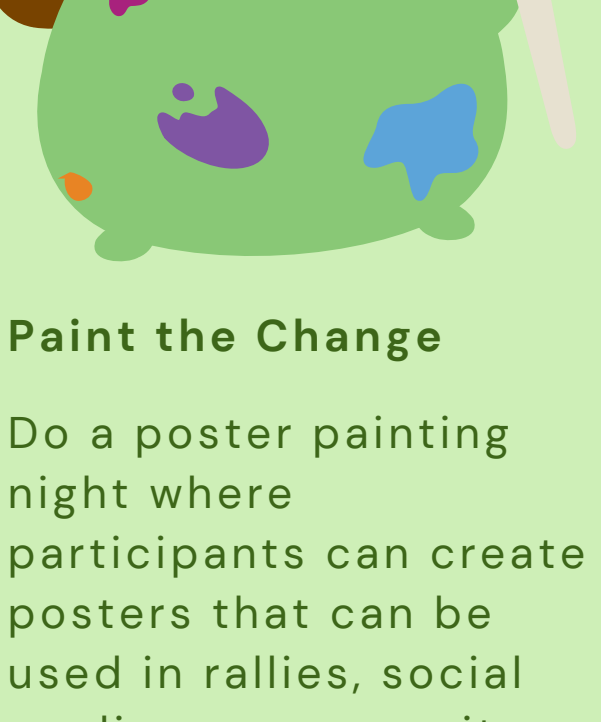 Paint the Change
Do a poster painting
night where
participants can create
posters that can be
used in rallies, social